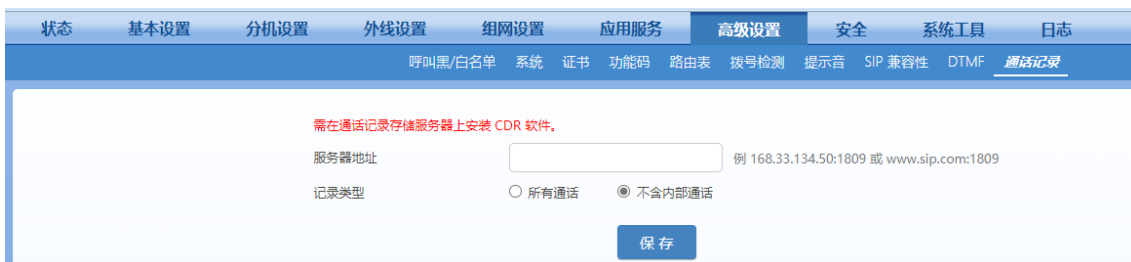 状态 基本设置 分机设置 外线设置 组网设置 应用服务 高级设置 安全 系统工具 日志
呼叫黑/白名单 系统 证书 功能码 路由表 拨号检测 提示音 SIP 兼容性 DTMF 通话记录
需在通话记录存储服务器上安装 CDR 软件。
服务器地址 例 168.33.134.50:1809 或 www.sip.com:1809
记录类型 所有通话 不含内部通话
保存